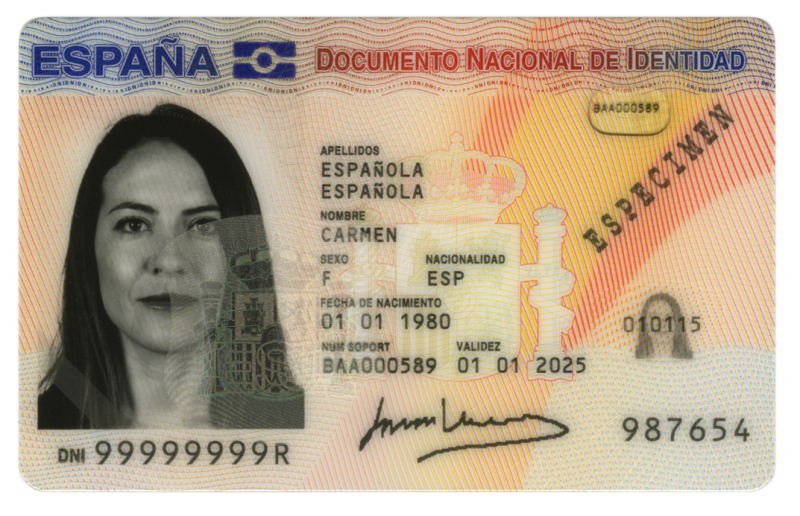 ESPAÑA DOCUMENTO NACIONAL DE IDENTIDAD
BAA000589
ESPECIMEN
APELLIDOS
ESPAÑOLA
ESPAÑOLA
NOMBRE
CARMEN
SEXO NACIONALIDAD
F ESP
FECHA DE NACIMIENTO
01 01 1980
010115
NUM SOPORT VALIDEZ
BAA000589 01 01 2025
987654
DNI 99999999R